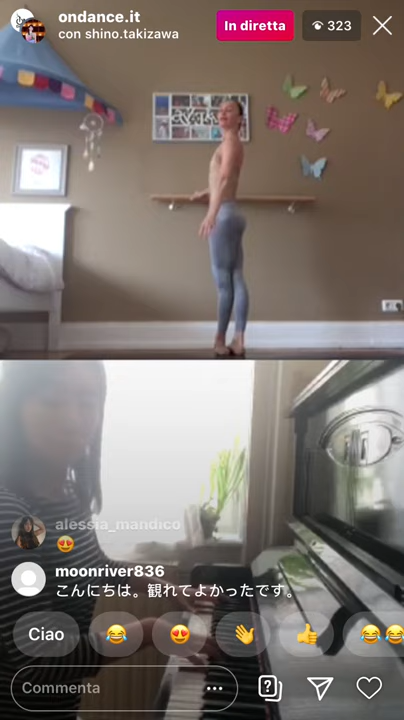 ondance.it
con shino.takizawa
In diretta
323
alessia_mandico
😍
moonriver836
こんにちは。観れてよかったです。
Ciao 😂 😍 👋 👍 😂😂
Commenta